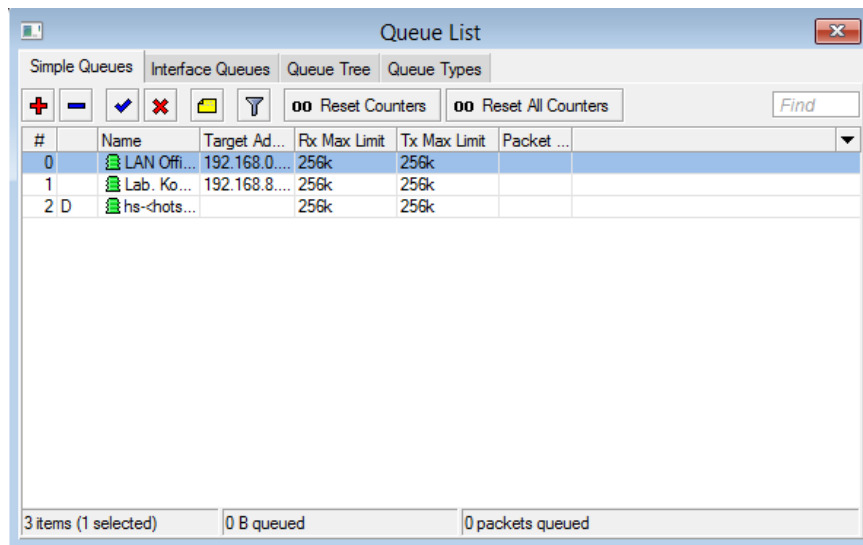 Queue List
Simple Queues Interface Queues Queue Tree Queue Types
00 Reset Counters 00 Reset All Counters Find
# Name Target Ad... Rx Max Limit Tx Max Limit Packet ...
0 LAN Offi... 192.168.0.... 256k 256k
1 Lab. Ko... 192.168.8.... 256k 256k
2 D hs-<hots... 256k 256k
3 items (1 selected) 0 B queued 0 packets queued